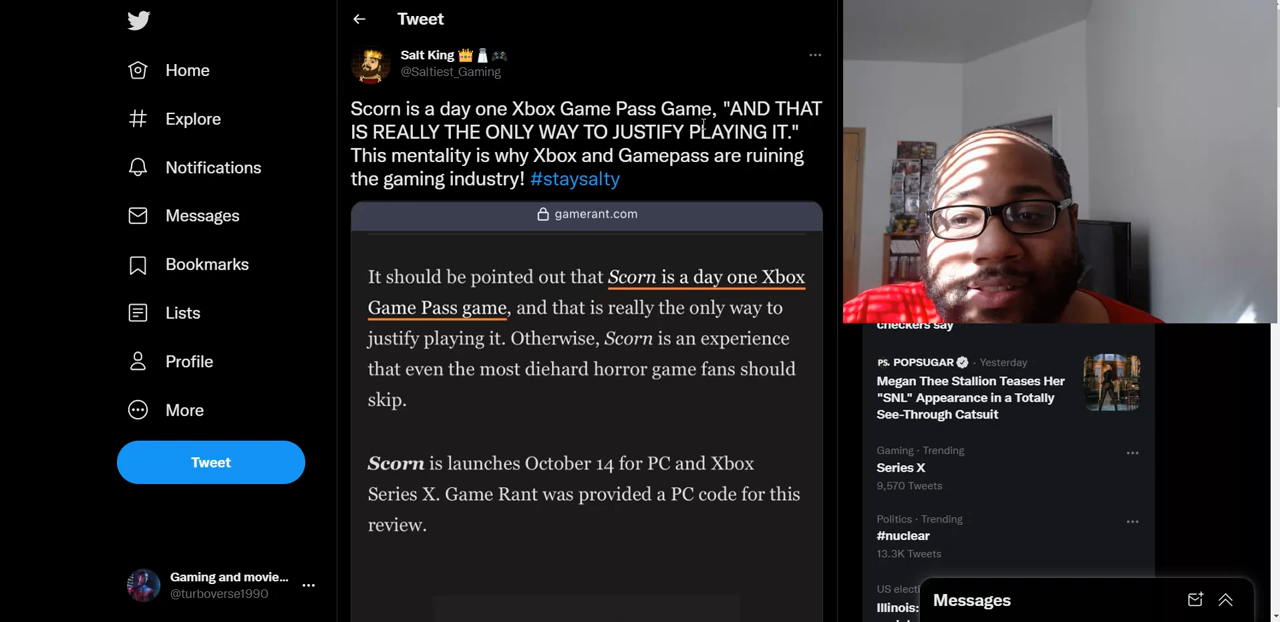 Home
Explore
Notifications
Messages
Bookmarks
Lists
Profile
More
Tweet
Gaming and movie...
@turboverse1990
Tweet
Salt King
@Saltiest_Gaming
Scorn is a day one Xbox Game Pass Game, "AND THAT
IS REALLY THE ONLY WAY TO JUSTIFY PLAYING IT."
This mentality is why Xbox and Gamepass are ruining
the gaming industry! #staysalty
gamerant.com
It should be pointed out that Scorn is a day one Xbox
Game Pass game, and that is really the only way to
justify playing it. Otherwise, Scorn is an experience
that even the most diehard horror game fans should
skip.
Scorn is launches October 14 for PC and Xbox
Series X. Game Rant was provided a PC code for this
review.
checkers say
PS. POPSUGAR · Yesterday
Megan Thee Stallion Teases Her
"SNL" Appearance in a Totally
See-Through Catsuit
Gaming · Trending
Series X
9,570 Tweets
Politics · Trending
#nuclear
13.3K Tweets
US electi
Illinois:
Messages